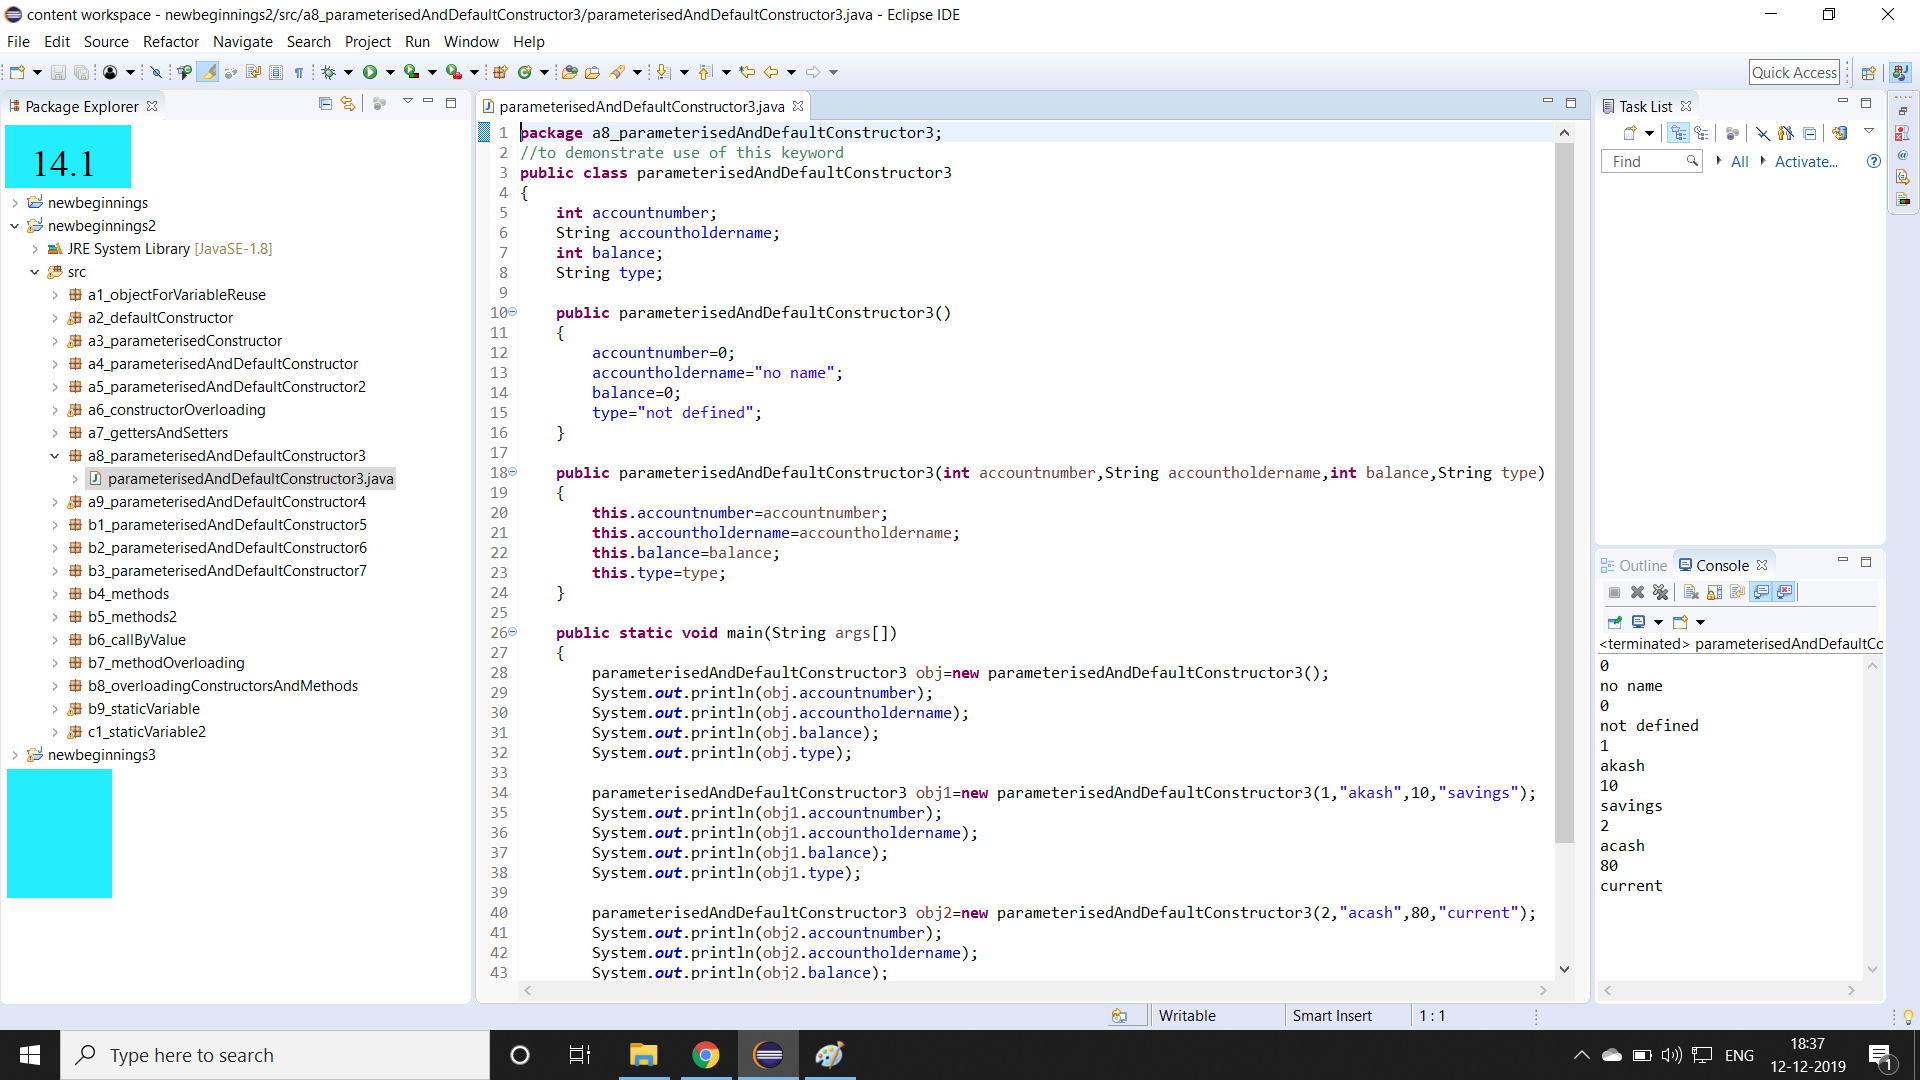 content workspace - newbeginnings2/src/a8_parameterisedAndDefaultConstructor3/parameterisedAndDefaultConstructor3.java - Eclipse IDE
File Edit Source Refactor Navigate Search Project Run Window Help
Quick Access
Package Explorer
14.1
newbeginnings
newbeginnings2
JRE System Library [JavaSE-1.8]
src
a1_objectForVariableReuse
a2_defaultConstructor
a3_parameterisedConstructor
a4_parameterisedAndDefaultConstructor
a5_parameterisedAndDefaultConstructor2
a6_constructorOverloading
a7_gettersAndSetters
a8_parameterisedAndDefaultConstructor3
parameterisedAndDefaultConstructor3.java
a9_parameterisedAndDefaultConstructor4
b1_parameterisedAndDefaultConstructor5
b2_parameterisedAndDefaultConstructor6
b3_parameterisedAndDefaultConstructor7
b4_methods
b5_methods2
b6_callByValue
b7_methodOverloading
b8_overloadingConstructorsAndMethods
b9_staticVariable
c1_staticVariable2
newbeginnings3
parameterisedAndDefaultConstructor3.java
1 package a8_parameterisedAndDefaultConstructor3;
2 //to demonstrate use of this keyword
3 public class parameterisedAndDefaultConstructor3
4 {
5 int accountnumber;
6 String accountholdername;
7 int balance;
8 String type;
9
10 public parameterisedAndDefaultConstructor3()
11 {
12 accountnumber=0;
13 accountholdername="no name";
14 balance=0;
15 type="not defined";
16 }
17
18 public parameterisedAndDefaultConstructor3(int accountnumber,String accountholdername,int balance,String type)
19 {
20 this.accountnumber=accountnumber;
21 this.accountholdername=accountholdername;
22 this.balance=balance;
23 this.type=type;
24 }
25
26 public static void main(String args[])
27 {
28 parameterisedAndDefaultConstructor3 obj=new parameterisedAndDefaultConstructor3();
29 System.out.println(obj.accountnumber);
30 System.out.println(obj.accountholdername);
31 System.out.println(obj.balance);
32 System.out.println(obj.type);
33
34 parameterisedAndDefaultConstructor3 obj1=new parameterisedAndDefaultConstructor3(1,"akash",10,"savings");
35 System.out.println(obj1.accountnumber);
36 System.out.println(obj1.accountholdername);
37 System.out.println(obj1.balance);
38 System.out.println(obj1.type);
39
40 parameterisedAndDefaultConstructor3 obj2=new parameterisedAndDefaultConstructor3(2,"acash",80,"current");
41 System.out.println(obj2.accountnumber);
42 System.out.println(obj2.accountholdername);
43 System.out.println(obj2.balance);
Task List
Find All Activate...
Outline Console
<terminated> parameterisedAndDefaultCo
0
no name
0
not defined
1
akash
10
savings
2
acash
80
current
Writable Smart Insert 1 : 1
Type here to search
ENG
18:37
12-12-2019
1